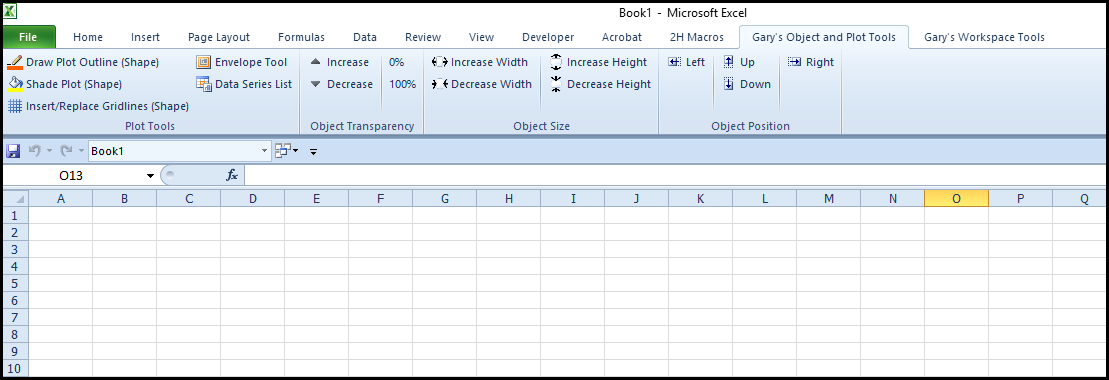 Book1 - Microsoft Excel
File Home Insert Page Layout Formulas Data Review View Developer Acrobat 2H Macros Gary's Object and Plot Tools Gary's Workspace Tools
Draw Plot Outline (Shape) Envelope Tool Increase 0% Increase Width Increase Height Left Up Right
Shade Plot (Shape) Data Series List Decrease 100% Decrease Width Decrease Height Down
Insert/Replace Gridlines (Shape)
Plot Tools Object Transparency Object Size Object Position
Book1
O13 fx
A B C D E F G H I J K L M N O P Q
1
2
3
4
5
6
7
8
9
10